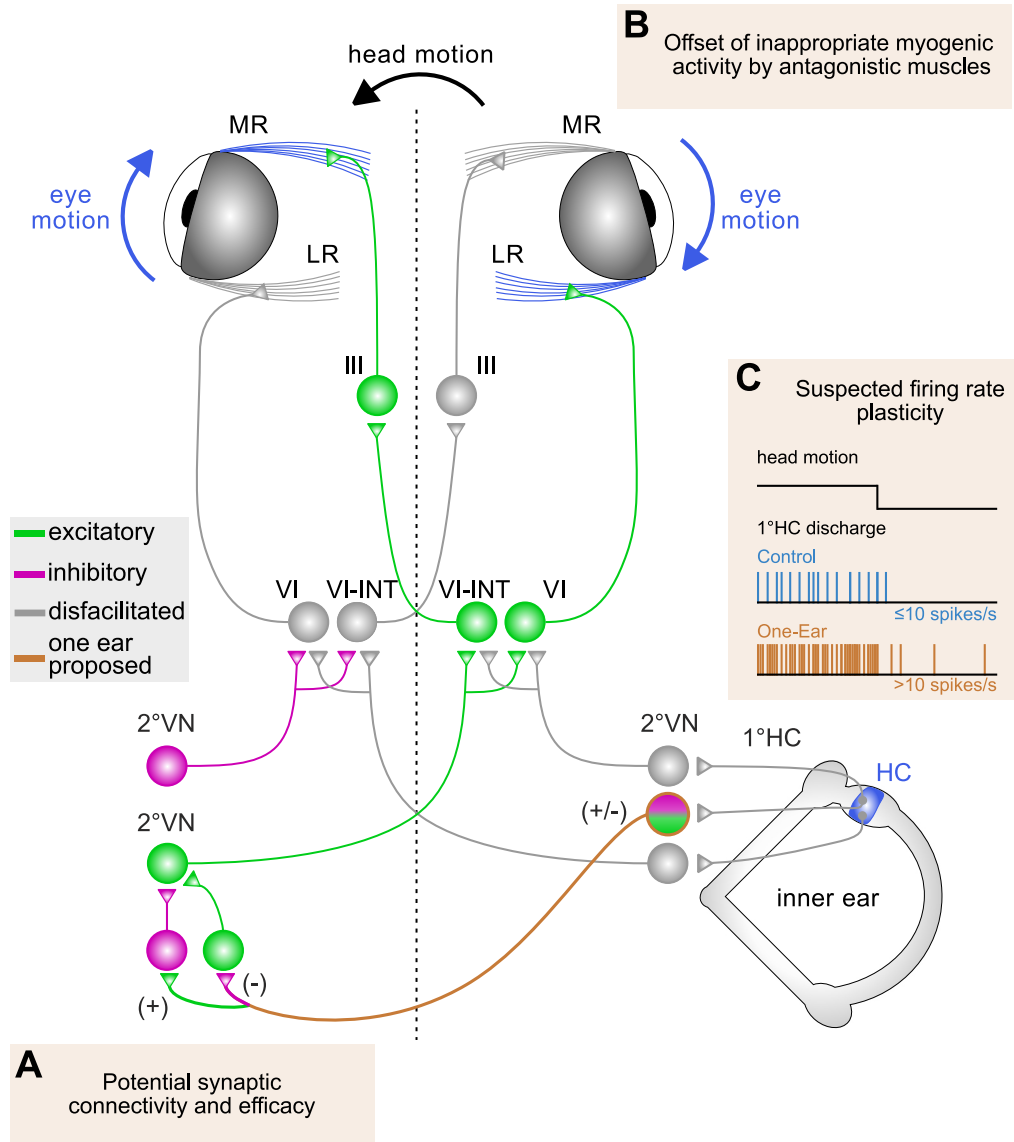 B
Offset of inappropriate myogenic
activity by antagonistic muscles
head motion
MR
MR
eye
motion
eye
motion
LR
LR
III
III
C
Suspected firing rate
plasticity
head motion
1°HC discharge
Control
≤10 spikes/s
One-Ear
>10 spikes/s
excitatory
inhibitory
disfacilitated
one ear
proposed
VI
VI-INT
VI-INT
VI
2°VN
2°VN
1°HC
HC
(+/-)
2°VN
inner ear
(+)
(-)
A
Potential synaptic
connectivity and efficacy